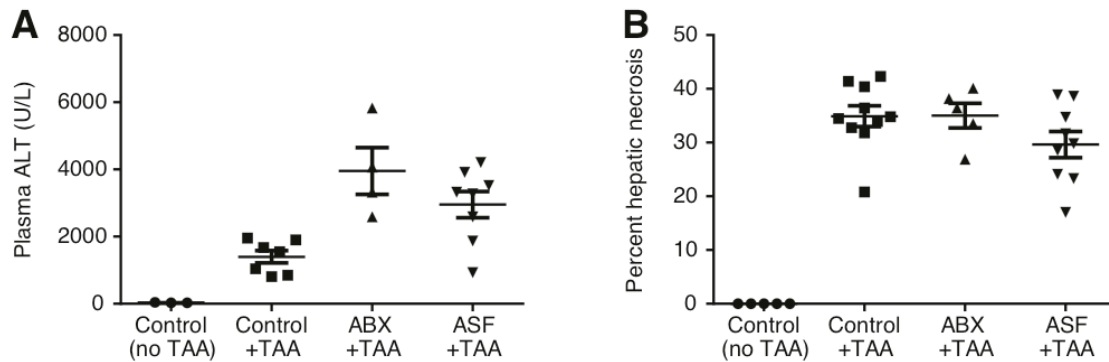 A
Plasma ALT (U/L)
8000
6000
4000
2000
0
Control
(no TAA)
Control
+TAA
ABX
+TAA
ASF
+TAA
B
Percent hepatic necrosis
50
40
30
20
10
0
Control
(no TAA)
Control
+TAA
ABX
+TAA
ASF
+TAA